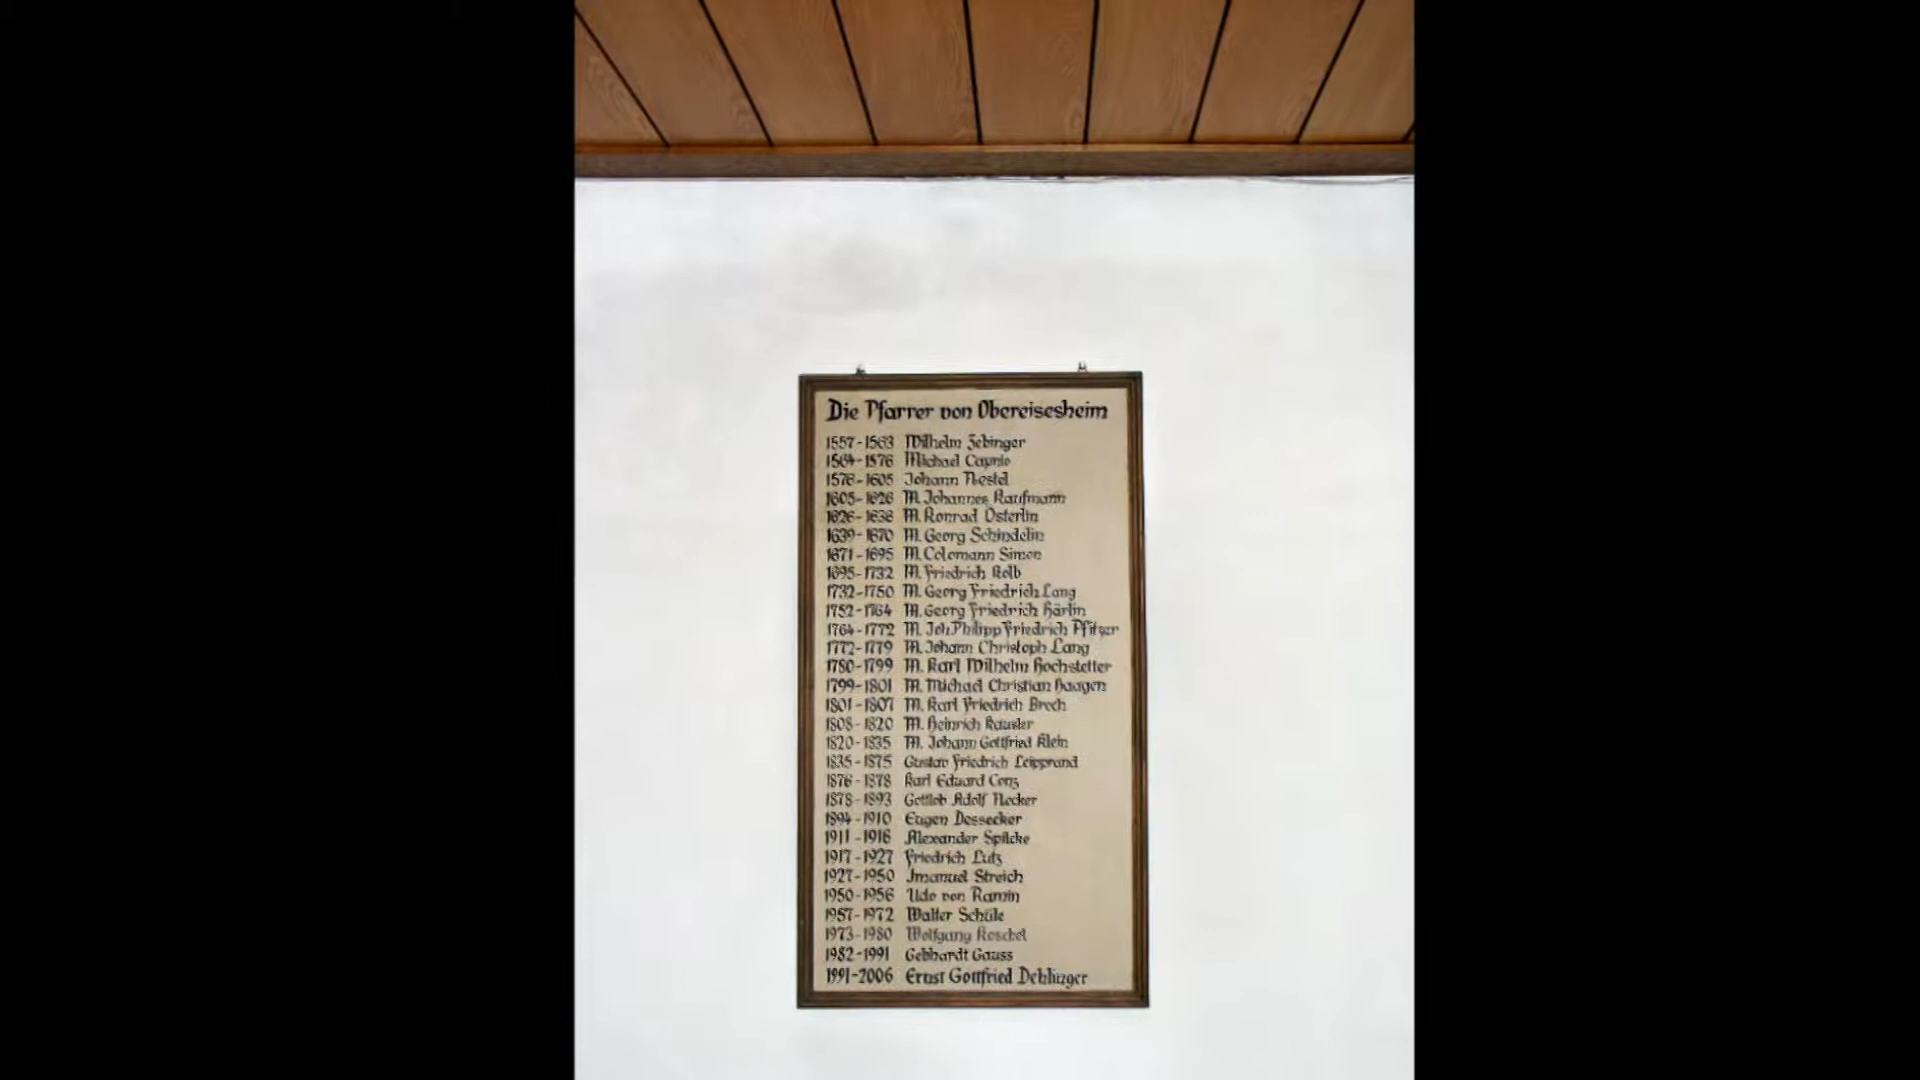 Die Pfarrer von Obereisesheim
1557-1563 Wilhelm Zebinger
1564-1576 Michael
1576-1605 Johann Nestel
1605-1626 M. Johannes Kaufmann
1626-1638 M. Konrad Österlin
1639-1670 M. Georg Schindelin
1671-1695 M. Colomann Simon
1695-1732 M. Friedrich Kolb
1732-1750 M. Georg Friedrich Lang
1752-1764 M. Georg Friedrich Härlin
1764-1772 M. Joh. Philipp Friedrich Pfitzer
1772-1779 M. Johann Christoph Lang
1780-1799 M. Karl Wilhelm Hochstetter
1799-1801 M. Michael Christian Haagen
1801-1807 M. Karl Friedrich Brech
1808-1820 M. Heinrich
1820-1835 M. Johann Gottfried Klein
1835-1875 Gustav Friedrich Leipprand
1876-1878 Karl Eduard Conz
1878-1893 Gottlob Adolf Necker
1894-1910 Eugen Dessecker
1911-1916 Alexander Spilcke
1917-1927 Friedrich Lutz
1927-1950 Imanuel Streich
1950-1956 Udo von Ramin
1957-1972 Walter Schüle
1973-1980 Wolfgang Koschel
1982-1991 Gebhardt Gauss
1991-2006 Ernst Gottfried Dehlinger